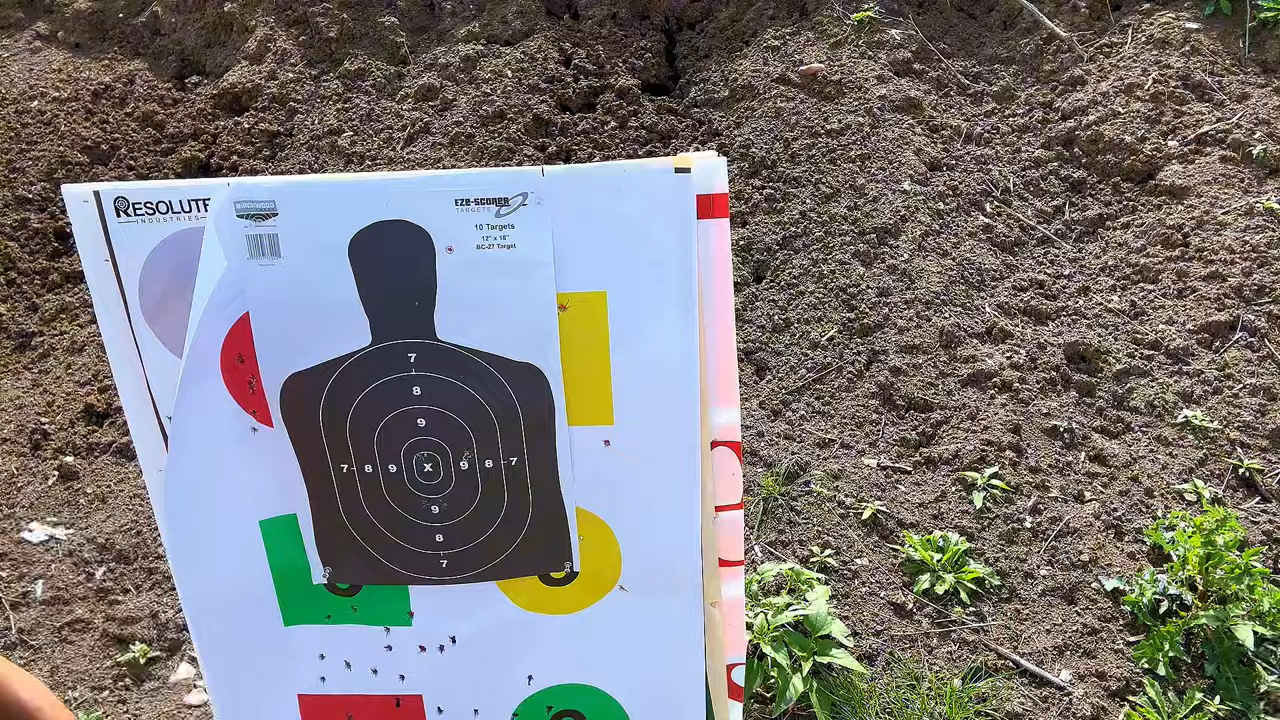 RESOLUTE
INDUSTRIES
BIRCHWOOD
EZE-SCORER
TARGETS
10 Targets
12" x 18"
BC-27 Target
7
8
9
7 8 9 X 9 8 7
9
8
7